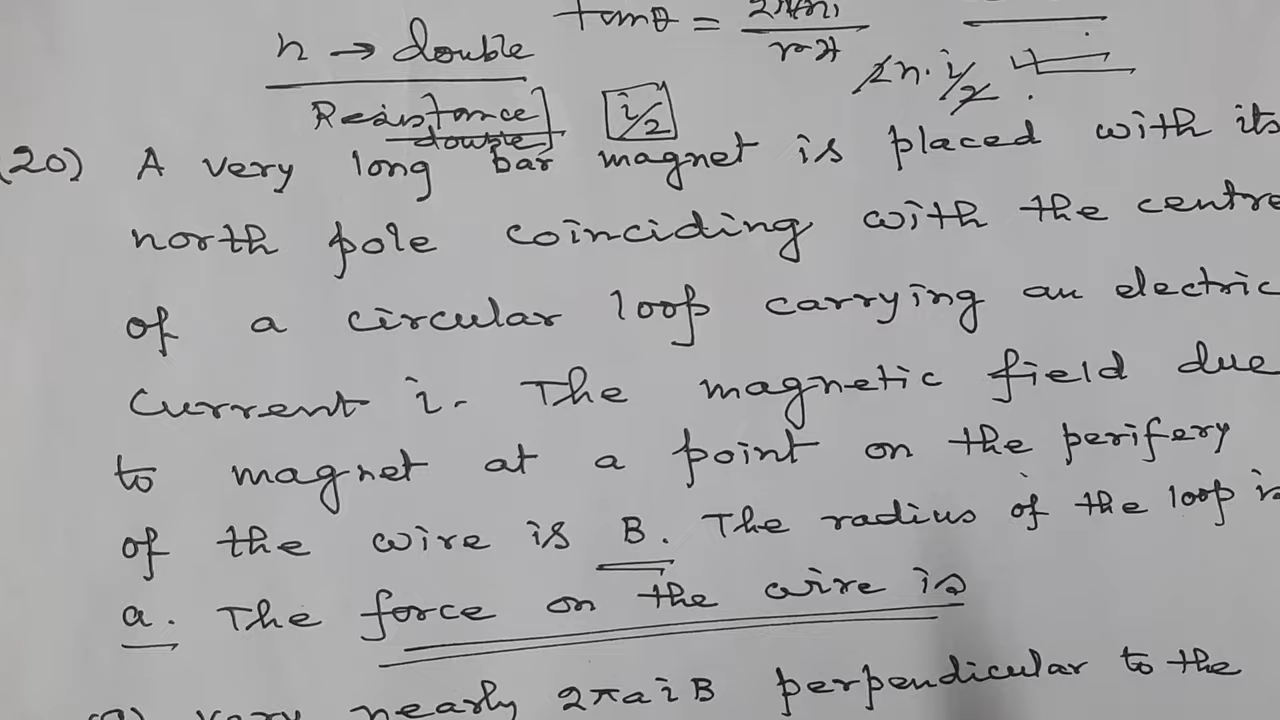 n → double tanθ =
Resistance] i/2 2n. i/2
double
20) A very long bar magnet is placed with its
north pole coinciding with the centre
of a circular loop carrying an electric
current i. The magnetic field due
to magnet at a point on the perifery
of the wire is B. The radius of the loop is
a. The force on the wire is
very nearly 2πaiB perpendicular to the